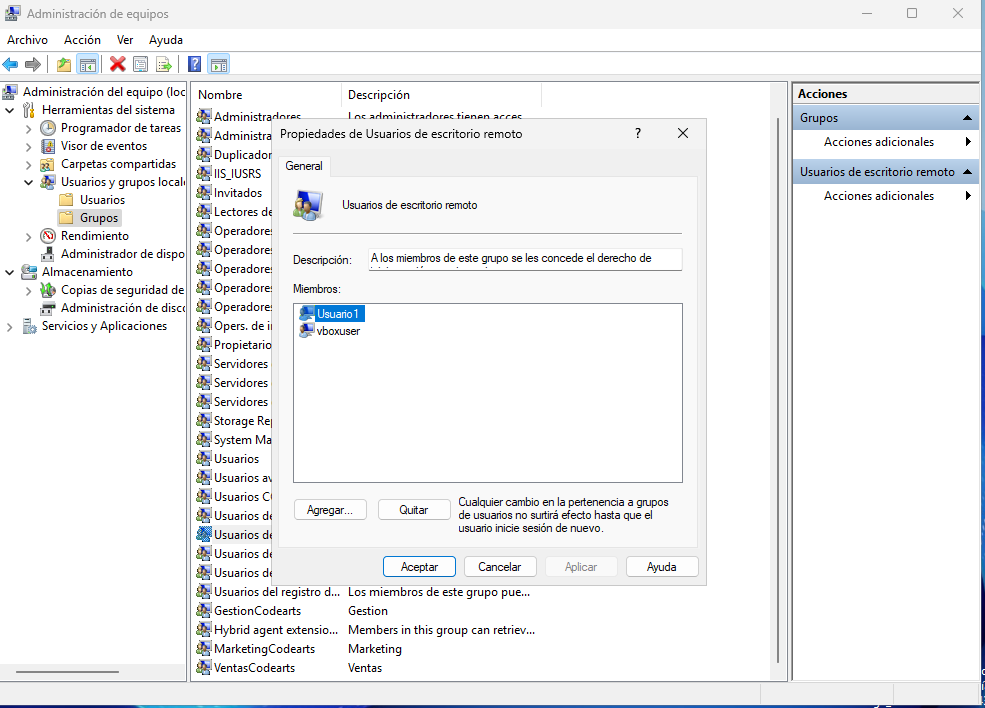 Administración de equipos
Archivo Acción Ver Ayuda
Administración del equipo (loc
Herramientas del sistema
Programador de tareas
Visor de eventos
Carpetas compartidas
Usuarios y grupos locale
Usuarios
Grupos
Rendimiento
Administrador de dispo
Almacenamiento
Copias de seguridad de
Administración de disco
Servicios y Aplicaciones
Nombre Descripción
Administradores Los administradores tienen acces
Administra
Duplicador
IIS_IUSRS
Invitados
Lectores de
Operadores
Operadores
Operadores
Operadores
Operadores
Opers. de i
Propietario
Servidores
Servidores
Servidores
Storage Rep
System Ma
Usuarios
Usuarios av
Usuarios CO
Usuarios de
Usuarios de
Usuarios de
Usuarios de
Usuarios del registro d... Los miembros de este grupo pue...
GestionCodearts Gestion
Hybrid agent extensio... Members in this group can retriev...
MarketingCodearts Marketing
VentasCodearts Ventas
Propiedades de Usuarios de escritorio remoto ?
General
Usuarios de escritorio remoto
Descripción: A los miembros de este grupo se les concede el derecho de
Miembros:
Usuario1
vboxuser
Agregar... Quitar
Cualquier cambio en la pertenencia a grupos
de usuarios no surtirá efecto hasta que el
usuario inicie sesión de nuevo.
Aceptar Cancelar Aplicar Ayuda
Acciones
Grupos
Acciones adicionales
Usuarios de escritorio remoto
Acciones adicionales